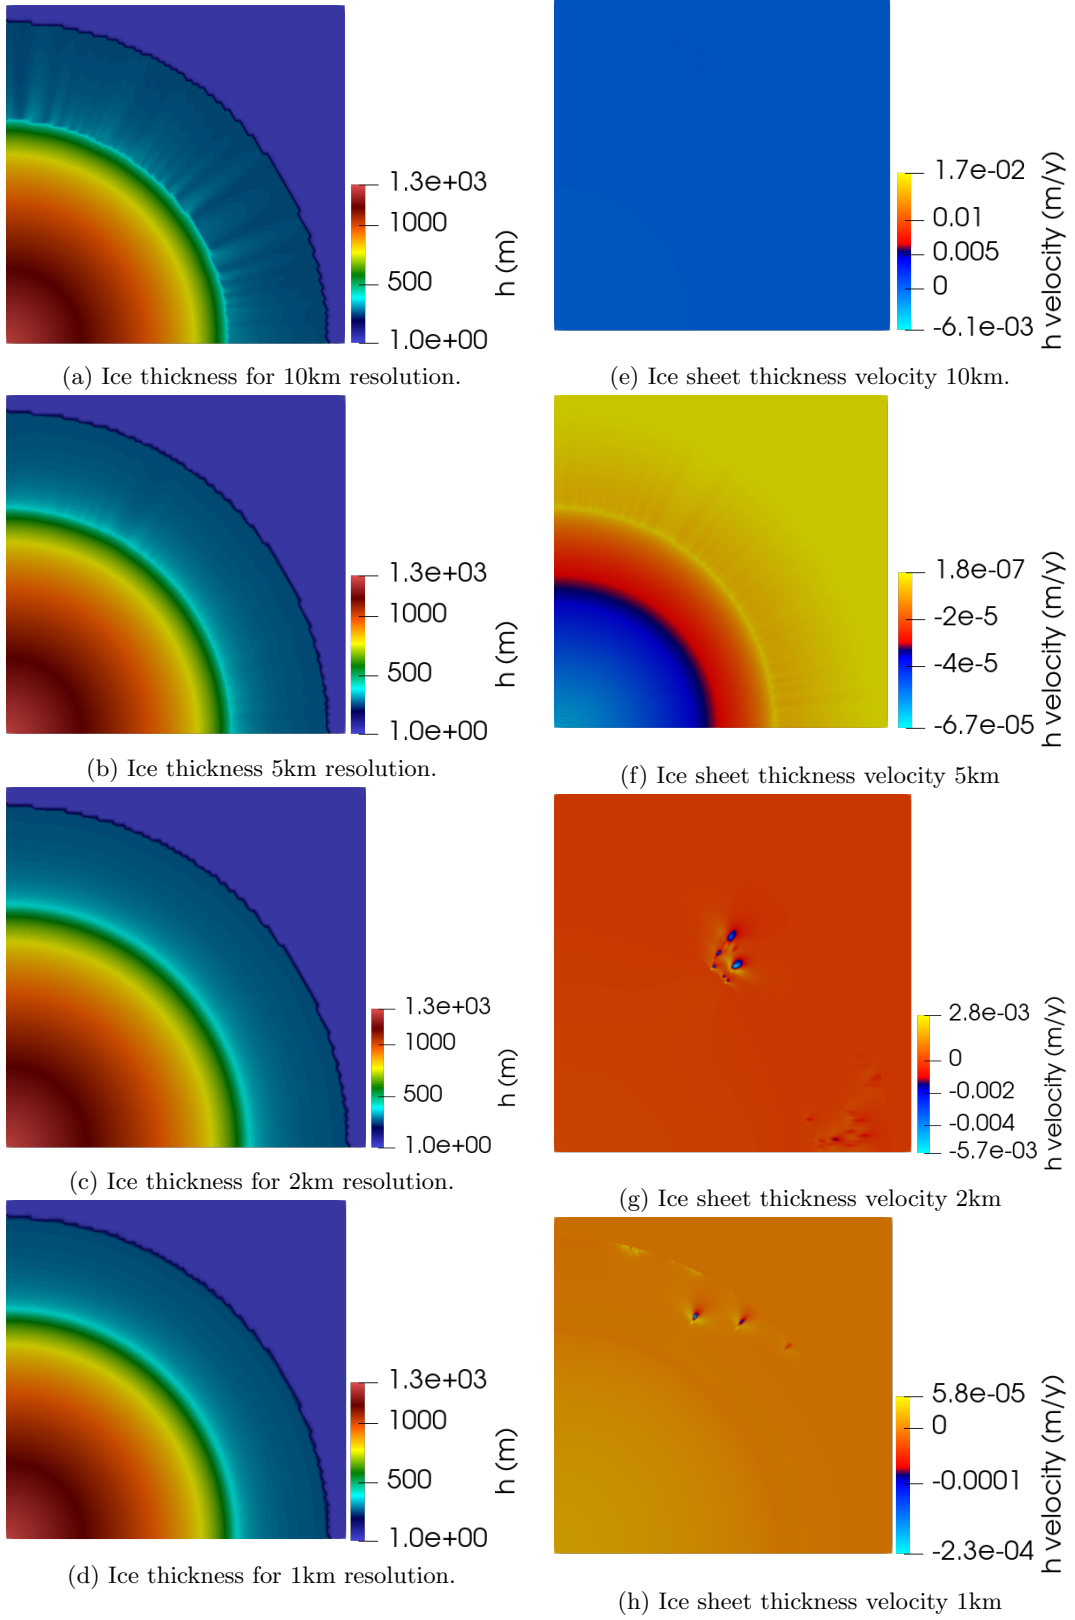 1.3e+03
1000
500
1.0e+00
h (m)
(a) Ice thickness for 10km resolution.
1.7e-02
0.01
0.005
0
-6.1e-03
h velocity (m/y)
(e) Ice sheet thickness velocity 10km.
1.3e+03
1000
500
1.0e+00
h (m)
(b) Ice thickness 5km resolution.
1.8e-07
-2e-5
-4e-5
-6.7e-05
h velocity (m/y)
(f) Ice sheet thickness velocity 5km
1.3e+03
1000
500
1.0e+00
h (m)
(c) Ice thickness for 2km resolution.
2.8e-03
0
-0.002
-0.004
-5.7e-03
h velocity (m/y)
(g) Ice sheet thickness velocity 2km
1.3e+03
1000
500
1.0e+00
h (m)
(d) Ice thickness for 1km resolution.
5.8e-05
0
-0.0001
-2.3e-04
h velocity (m/y)
(h) Ice sheet thickness velocity 1km